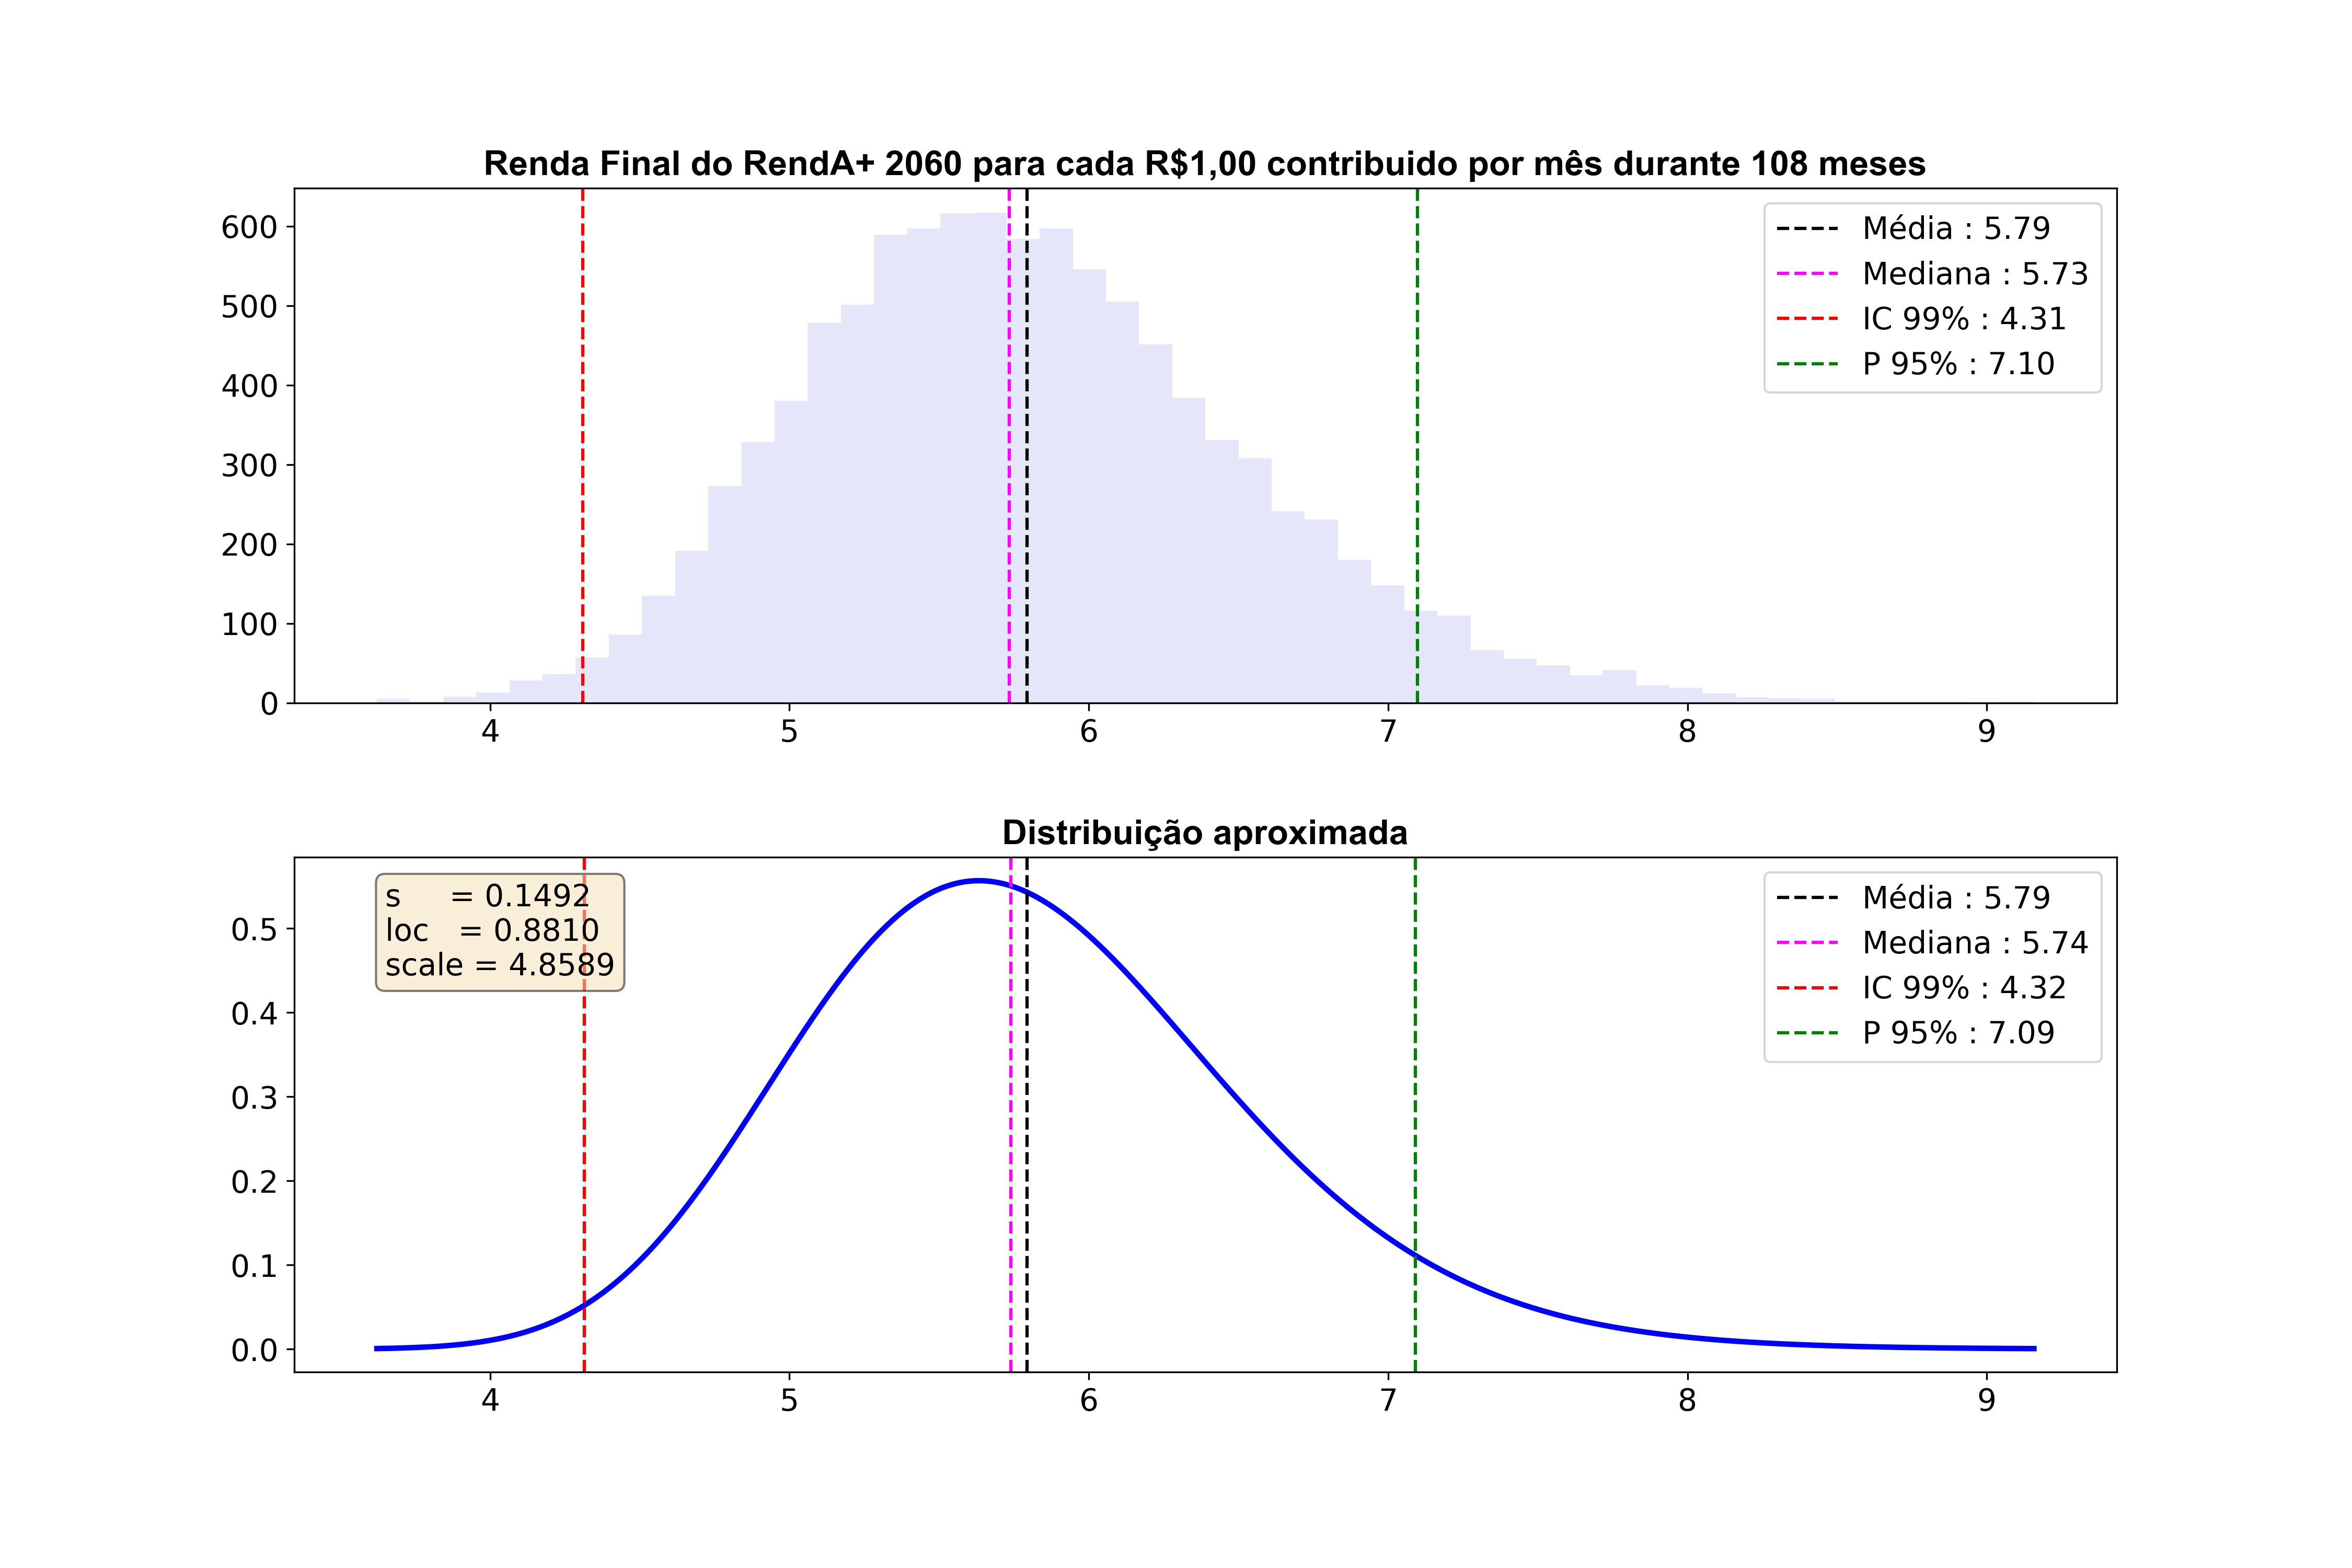 Renda Final do RendA+ 2060 para cada R$1,00 contribuido por mês durante 108 meses
600
500
400
300
200
100
0
Média : 5.79
Mediana : 5.73
IC 99% : 4.31
P 95% : 7.10
4 5 6 7 8 9
Distribuição aproximada
0.5
0.4
0.3
0.2
0.1
0.0
s = 0.1492
loc = 0.8810
scale = 4.8589
Média : 5.79
Mediana : 5.74
IC 99% : 4.32
P 95% : 7.09
4 5 6 7 8 9